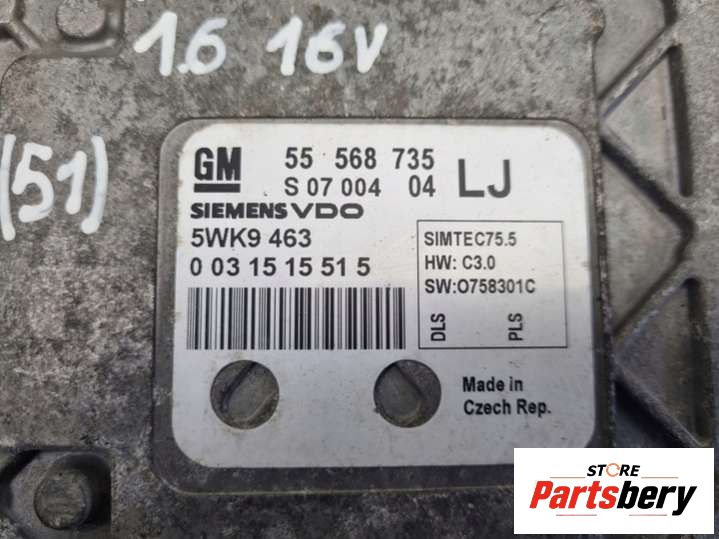 1.6 16V
(51)
GM 55 568 735
S 07 004 04 LJ
SIEMENS VDO
5WK9 463
0 03 15 15 51 5
SIMTEC75.5
HW: C3.0
SW:O758301C
DLS PLS
Made in
Czech Rep.
STORE
Partsbery